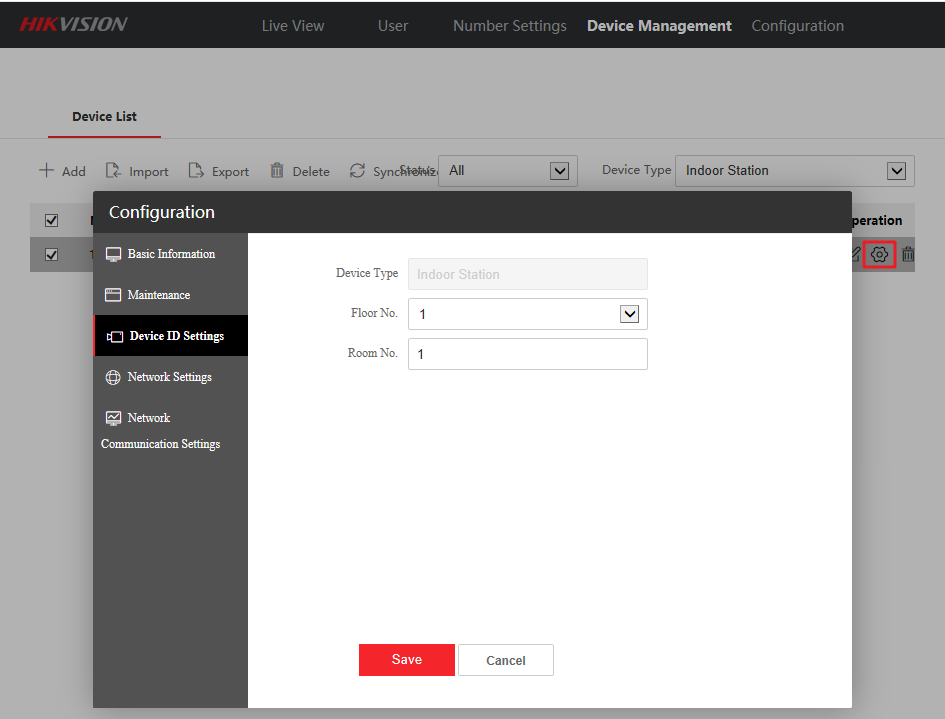 HIKVISION
Live View User Number Settings Device Management Configuration
Device List
Add Import Export Delete Synchronize Status All Device Type Indoor Station
Configuration
peration
1
Basic Information
Maintenance
Device ID Settings
Network Settings
Network
Communication Settings
Device Type Indoor Station
Floor No. 1
Room No. 1
Save Cancel